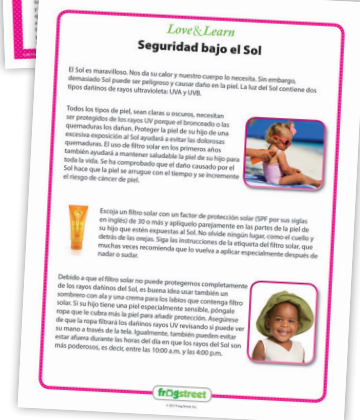 Love & Learn
Seguridad bajo el Sol
El Sol es maravilloso. Nos da su calor y nuestro cuerpo lo necesita. Sin embargo,
demasiado Sol puede ser peligroso y causar daño en la piel. La luz del Sol contiene dos
tipos dañinos de rayos ultravioleta: UVA y UVB.
Todos los tipos de piel, sean claras o oscuros, necesitan
ser protegidos de los rayos UV porque el bronceado o las
quemaduras los dañan. Proteger la piel de su hijo de una
excesiva exposición al Sol ayudará a evitar las dolorosas
quemaduras. El uso de filtro solar en los primeros años
también ayudará a mantener saludable la piel de su hijo para
toda la vida. Se ha comprobado que el daño causado por el
Sol hace que la piel se arrugue con el tiempo y se incremente
el riesgo de cáncer de piel.
Escoja un filtro solar con un factor de protección solar (SPF por sus siglas
en inglés) de 30 o más y aplíquelo parejamente en las partes de la piel de
su hijo que estén expuestas al Sol. No olvide ningún lugar, como el cuello y
detrás de las orejas. Siga las instrucciones de la etiqueta del filtro solar, que
muchas veces recomienda que lo vuelva a aplicar especialmente después de
nadar o sudar.
Debido a que el filtro solar no puede protegernos completamente
de los rayos dañinos del Sol, es buena idea usar también un
sombrero con ala y una crema para los labios que contenga filtro
solar. Si su hijo tiene una piel especialmente sensible, póngale
ropa que le cubra más la piel para añadir protección. Asegúrese
de que la ropa filtrará los dañinos rayos UV revisando si puede ver
su mano a través de la tela. Igualmente, también pueden evitar
estar afuera durante las horas del día en que los rayos del Sol son
más poderosos, es decir, entre las 10:00 a.m. y las 4:00 p.m.
frogstreet